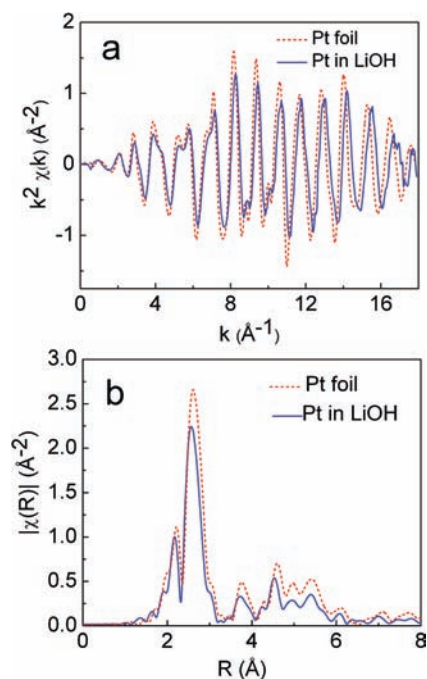 a
Pt foil
Pt in LiOH
2
1
0
-1
k² χ(k) (Å⁻²)
0 4 8 12 16
k (Å⁻¹)
b
Pt foil
Pt in LiOH
3.0
2.5
2.0
1.5
1.0
0.5
0.0
|χ(R)| (Å⁻²)
0 2 4 6 8
R (Å)